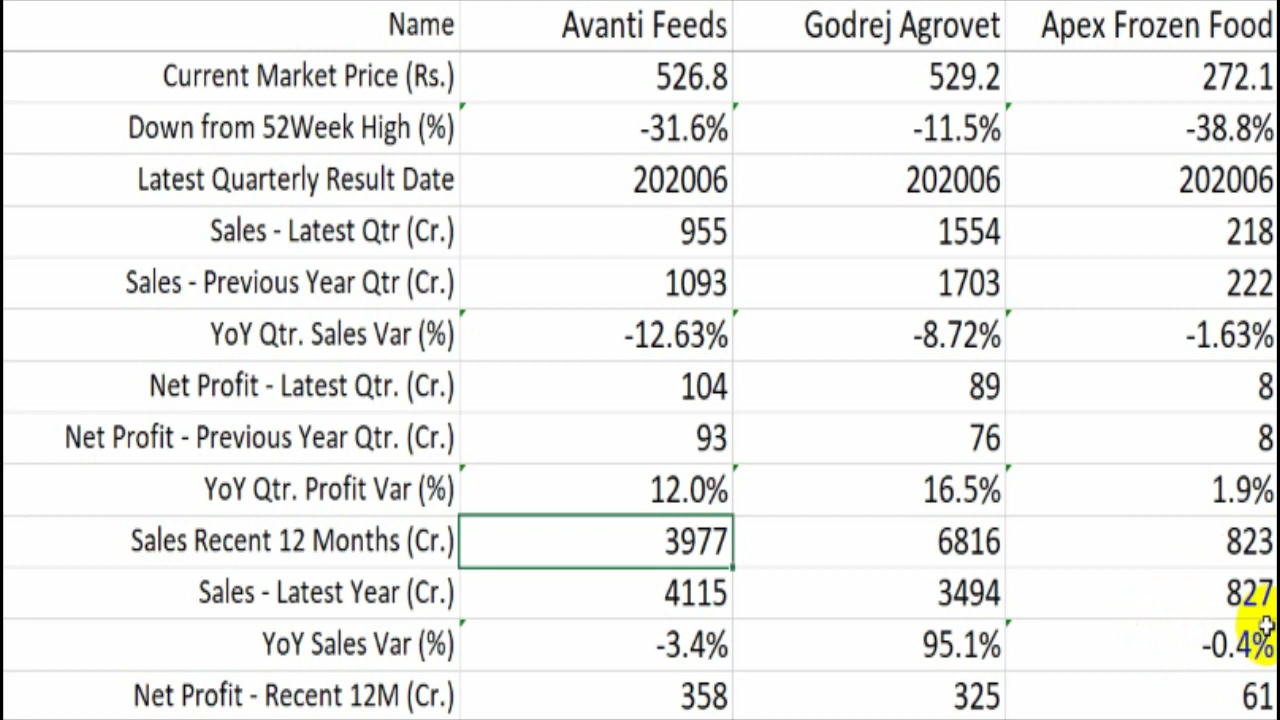 Name Avanti Feeds Godrej Agrovet Apex Frozen Food
Current Market Price (Rs.) 526.8 529.2 272.1
Down from 52Week High (%) -31.6% -11.5% -38.8%
Latest Quarterly Result Date 202006 202006 202006
Sales - Latest Qtr (Cr.) 955 1554 218
Sales - Previous Year Qtr (Cr.) 1093 1703 222
YoY Qtr. Sales Var (%) -12.63% -8.72% -1.63%
Net Profit - Latest Qtr. (Cr.) 104 89 8
Net Profit - Previous Year Qtr. (Cr.) 93 76 8
YoY Qtr. Profit Var (%) 12.0% 16.5% 1.9%
Sales Recent 12 Months (Cr.) 3977 6816 823
Sales - Latest Year (Cr.) 4115 3494 827
YoY Sales Var (%) -3.4% 95.1% -0.4%
Net Profit - Recent 12M (Cr.) 358 325 61